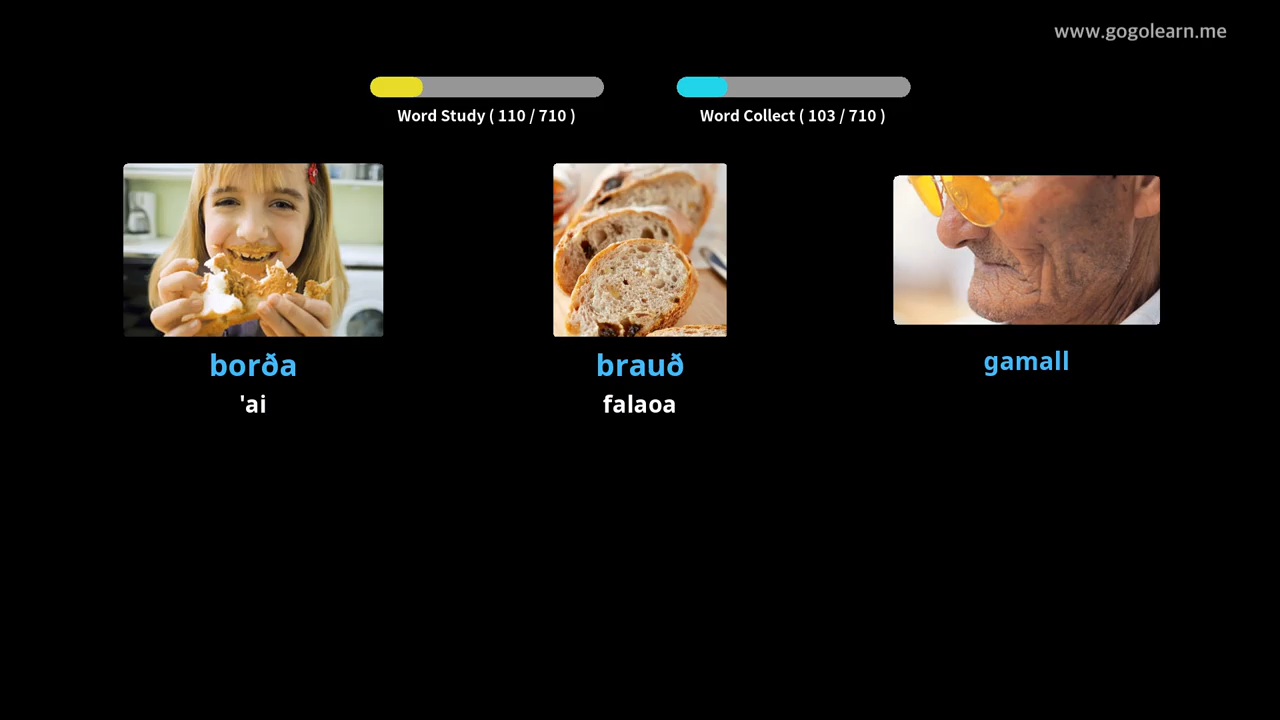 www.gogolearn.me
Word Study ( 110 / 710 )
Word Collect ( 103 / 710 )
borða
brauð
gamall
'ai
falaoa